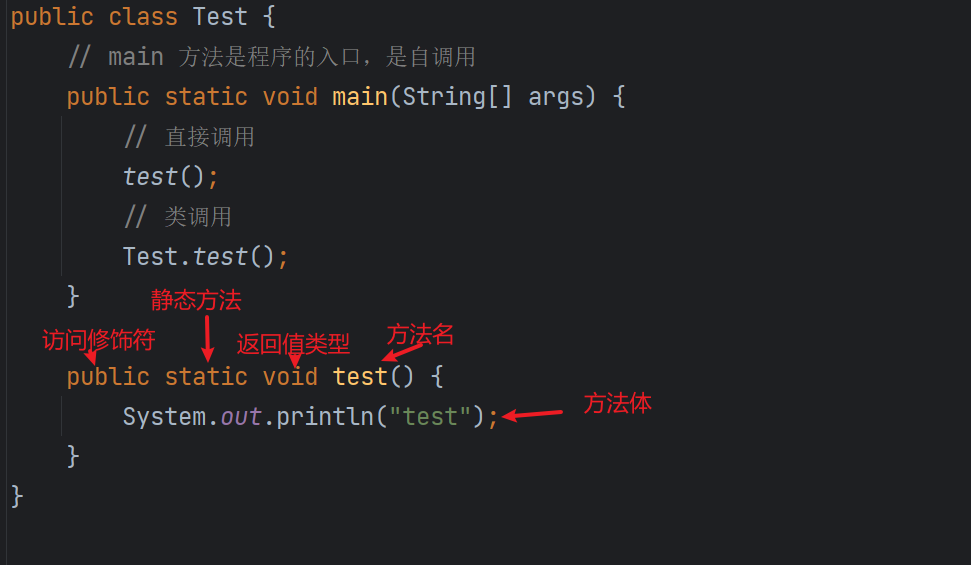 public class Test {
// main 方法是程序的入口，是自调用
public static void main(String[] args) {
// 直接调用
test();
// 类调用
Test.test();
}
静态方法
访问修饰符 返回值类型 方法名
public static void test() {
System.out.println("test"); 方法体
}
}